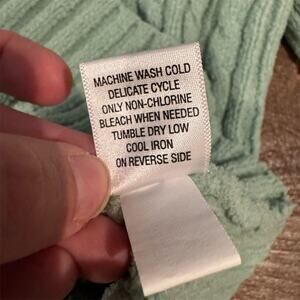 MACHINE WASH COLD
DELICATE CYCLE
ONLY NON-CHLORINE
BLEACH WHEN NEEDED
TUMBLE DRY LOW
COOL IRON
ON REVERSE SIDE